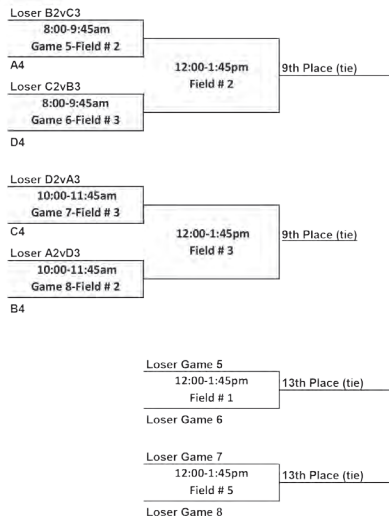 Loser B2vC3
8:00-9:45am
Game 5-Field # 2
A4
12:00-1:45pm
Field # 2
9th Place (tie)
Loser C2vB3
8:00-9:45am
Game 6-Field # 3
D4
Loser D2vA3
10:00-11:45am
Game 7-Field # 3
C4
12:00-1:45pm
Field # 3
9th Place (tie)
Loser A2vD3
10:00-11:45am
Game 8-Field # 2
B4
Loser Game 5
12:00-1:45pm
Field # 1
13th Place (tie)
Loser Game 6
Loser Game 7
12:00-1:45pm
Field # 5
13th Place (tie)
Loser Game 8